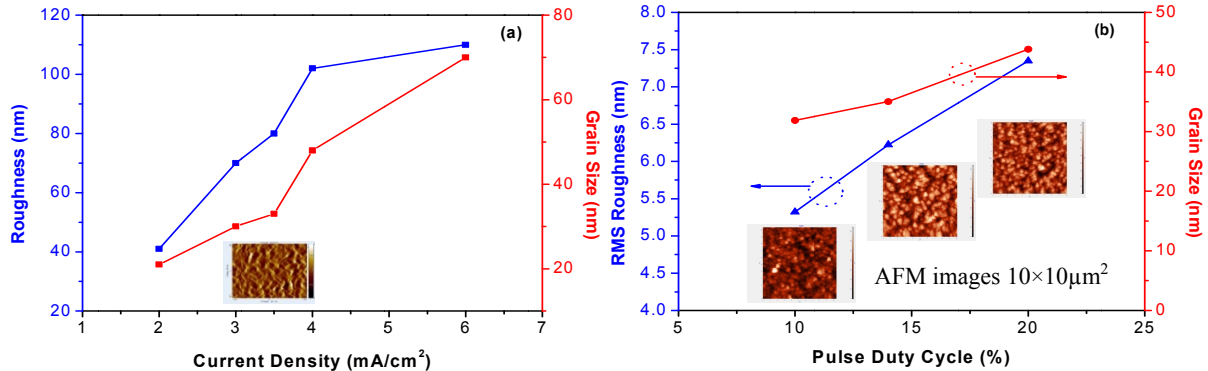 (a)
Roughness (nm)
120
100
80
60
40
20
Grain Size (nm)
80
60
40
20
1 2 3 4 5 6 7
Current Density (mA/cm²)
(b)
RMS Roughness (nm)
8.0
7.5
7.0
6.5
6.0
5.5
5.0
4.5
4.0
Grain Size (nm)
50
40
30
20
10
0
AFM images 10×10µm²
5 10 15 20 25
Pulse Duty Cycle (%)